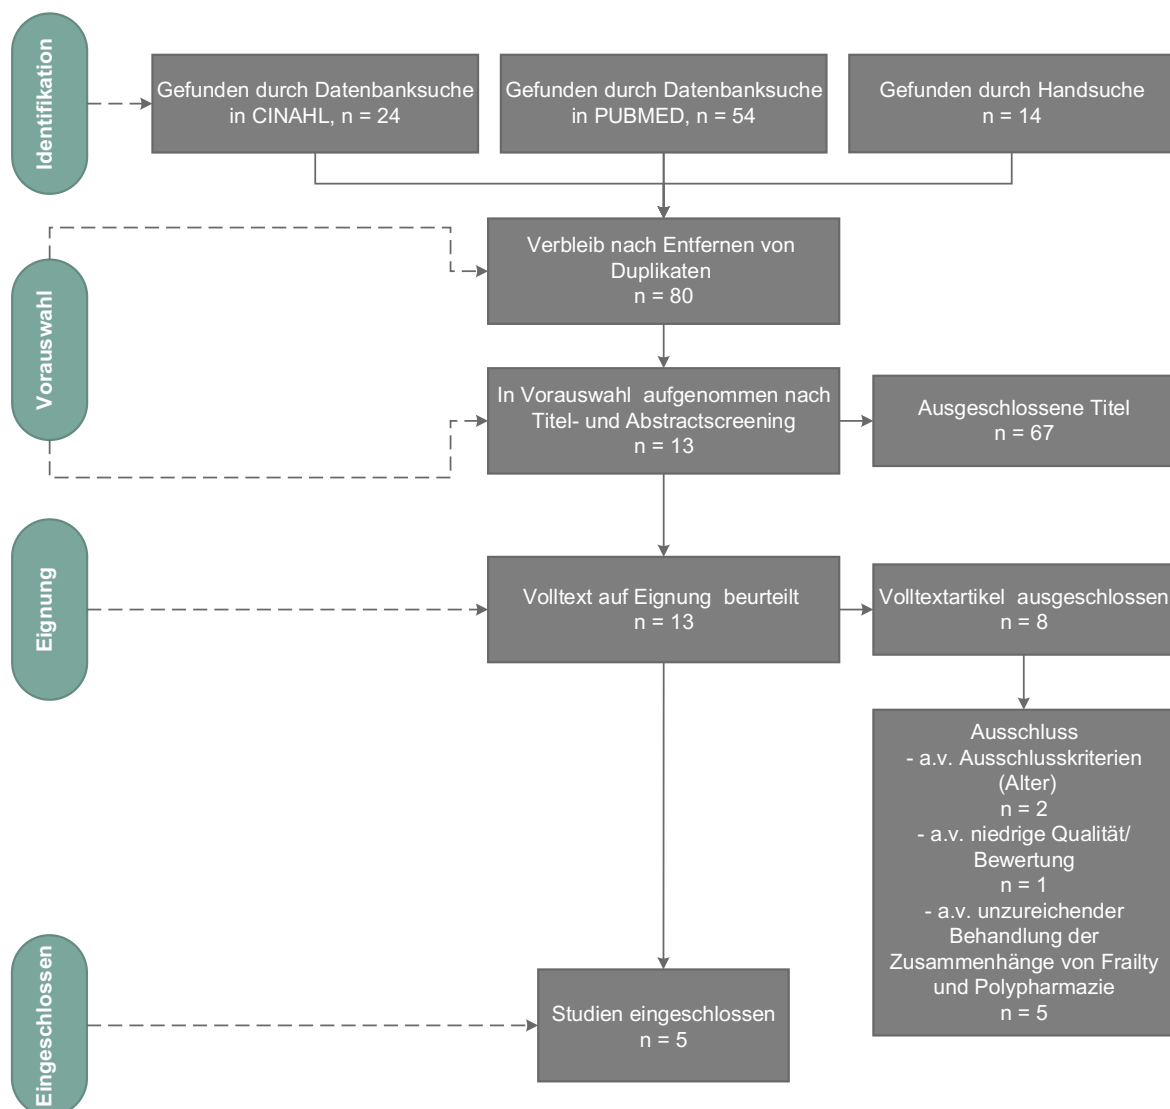 Identifikation
Gefunden durch Datenbanksuche
in CINAHL, n = 24
Gefunden durch Datenbanksuche
in PUBMED, n = 54
Gefunden durch Handsuche
n = 14
Vorauswahl
Verbleib nach Entfernen von
Duplikaten
n = 80
In Vorauswahl aufgenommen nach
Titel- und Abstractscreening
n = 13
Ausgeschlossene Titel
n = 67
Eignung
Volltext auf Eignung beurteilt
n = 13
Volltextartikel ausgeschlossen
n = 8
Ausschluss
- a.v. Ausschlusskriterien
(Alter)
n = 2
- a.v. niedrige Qualität/
Bewertung
n = 1
- a.v. unzureichender
Behandlung der
Zusammenhänge von Frailty
und Polypharmazie
n = 5
Eingeschlossen
Studien eingeschlossen
n = 5